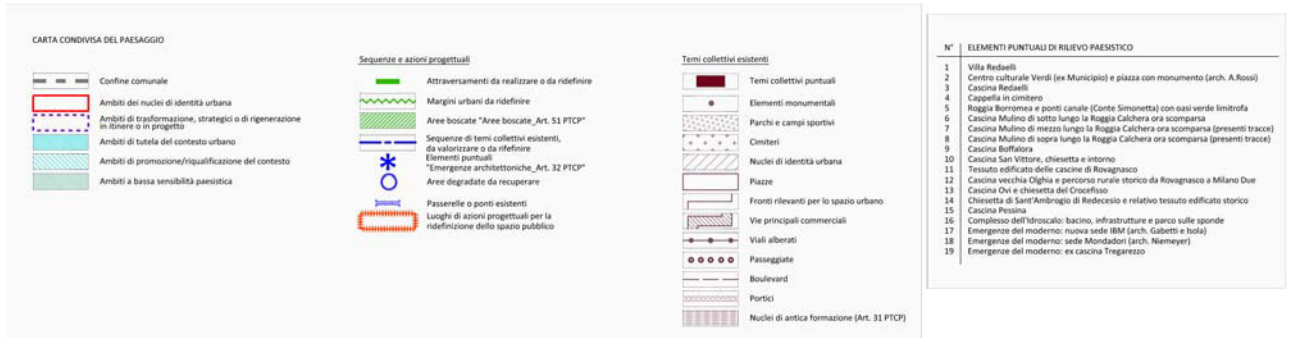 CARTA CONDIVISA DEL PAESAGGIO
Confine comunale
Ambiti dei nuclei di identità urbana
Ambiti di trasformazione, strategici o di rigenerazione
in itinere o in progetto
Ambiti di tutela del contesto urbano
Ambiti di promozione/riqualificazione del contesto
Ambiti a bassa sensibilità paesistica
Sequenze e azioni progettuali
Attraversamenti da realizzare o da ridefinire
Margini urbani da ridefinire
Aree boscate "Aree boscate_Art. 51 PTCP"
Sequenze di temi collettivi esistenti,
da valorizzare o da rifefinire
Elementi puntuali
"Emergenze architettoniche_Art. 32 PTCP"
Aree degradate da recuperare
Passerelle o ponti esistenti
Luoghi di azioni progettuali per la
ridefinizione dello spazio pubblico
Temi collettivi esistenti
Temi collettivi puntuali
Elementi monumentali
Parchi e campi sportivi
Cimiteri
Nuclei di identità urbana
Piazze
Fronti rilevanti per lo spazio urbano
Vie principali commerciali
Viali alberati
Passeggiate
Boulevard
Portici
Nuclei di antica formazione (Art. 31 PTCP)
N° ELEMENTI PUNTUALI DI RILIEVO PAESISTICO
1 Villa Redaelli
2 Centro culturale Verdi (ex Municipio) e piazza con monumento (arch. A.Rossi)
3 Cascina Redaelli
4 Cappella in cimitero
5 Roggia Borromea e ponti canale (Conte Simonetta) con oasi verde limitrofa
6 Cascina Mulino di sotto lungo la Roggia Calchera ora scomparsa
7 Cascina Mulino di mezzo lungo la Roggia Calchera ora scomparsa (presenti tracce)
8 Cascina Mulino di sopra lungo la Roggia Calchera ora scomparsa (presenti tracce)
9 Cascina Boffalora
10 Cascina San Vittore, chiesetta e intorno
11 Tessuto edificato delle cascine di Rovagnasco
12 Cascina vecchia Olghia e percorso rurale storico da Rovagnasco a Milano Due
13 Cascina Ovi e chiesetta del Crocefisso
14 Chiesetta di Sant'Ambrogio di Redecesio e relativo tessuto edificato storico
15 Cascina Pessina
16 Complesso dell'Idroscalo: bacino, infrastrutture e parco sulle sponde
17 Emergenze del moderno: nuova sede IBM (arch. Gabetti e Isola)
18 Emergenze del moderno: sede Mondadori (arch. Niemeyer)
19 Emergenze del moderno: ex cascina Tregarezzo